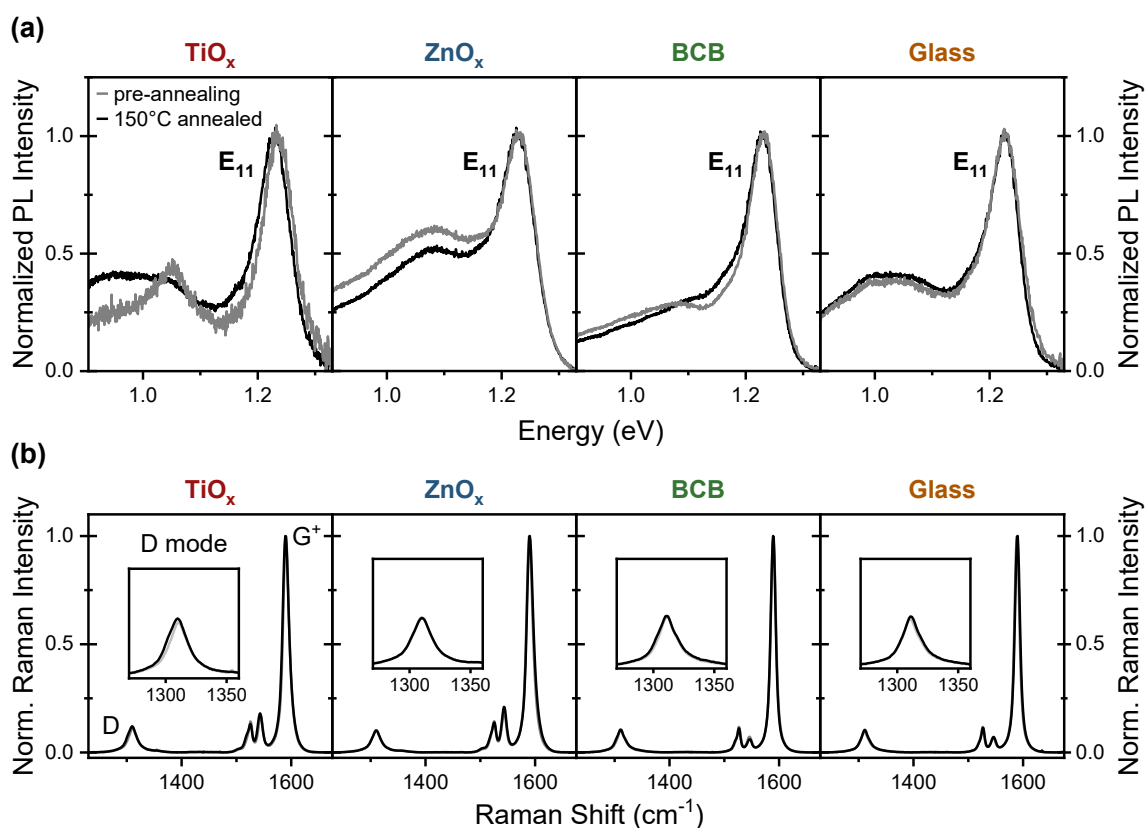 (a)
TiOₓ ZnOₓ BCB Glass
Normalized PL Intensity
1.0
0.5
0.0
pre-annealing
150°C annealed
E₁₁ E₁₁ E₁₁ E₁₁
1.0
0.5
0.0
Normalized PL Intensity
1.0 1.2 1.0 1.2 1.0 1.2 1.0 1.2
Energy (eV)
(b)
TiOₓ ZnOₓ BCB Glass
Norm. Raman Intensity
1.0
0.5
0.0
D mode
G⁺
D
1300 1350 1300 1350 1300 1350 1300 1350
1.0
0.5
0.0
Norm. Raman Intensity
1400 1600 1400 1600 1400 1600 1400 1600
Raman Shift (cm⁻¹)